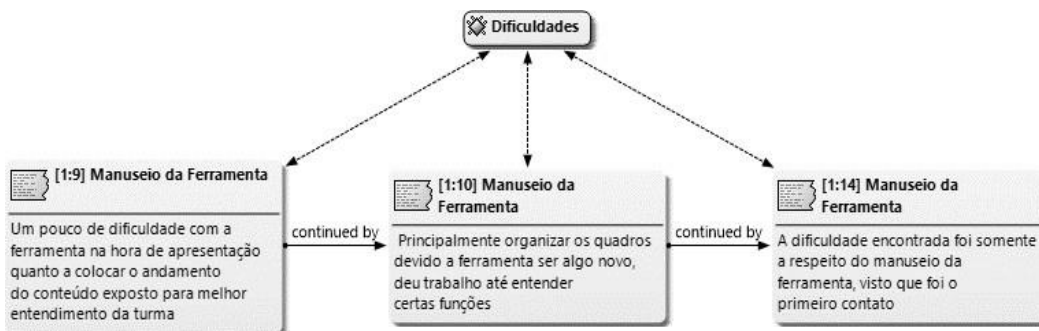 Dificuldades
[1:9] Manuseio da Ferramenta
Um pouco de dificuldade com a
ferramenta na hora de apresentação
quanto a colocar o andamento
do conteúdo exposto para melhor
entendimento da turma
continued by
[1:10] Manuseio da
Ferramenta
Principalmente organizar os quadros
devido a ferramenta ser algo novo,
deu trabalho até entender
certas funções
continued by
[1:14] Manuseio da
Ferramenta
A dificuldade encontrada foi somente
a respeito do manuseio da
ferramenta, visto que foi o
primeiro contato